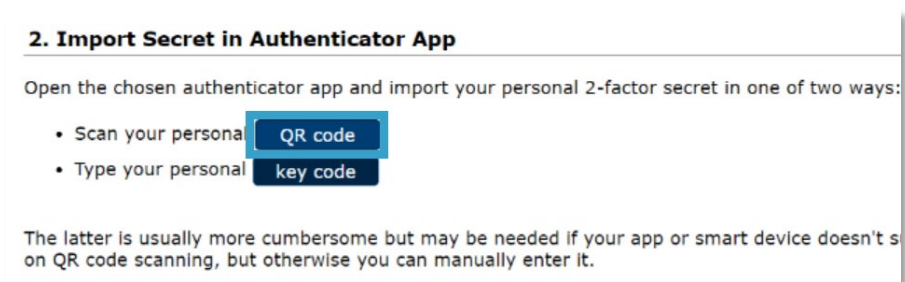 2. Import Secret in Authenticator App
Open the chosen authenticator app and import your personal 2-factor secret in one of two ways:
• Scan your personal QR code
• Type your personal key code
The latter is usually more cumbersome but may be needed if your app or smart device doesn't
on QR code scanning, but otherwise you can manually enter it.